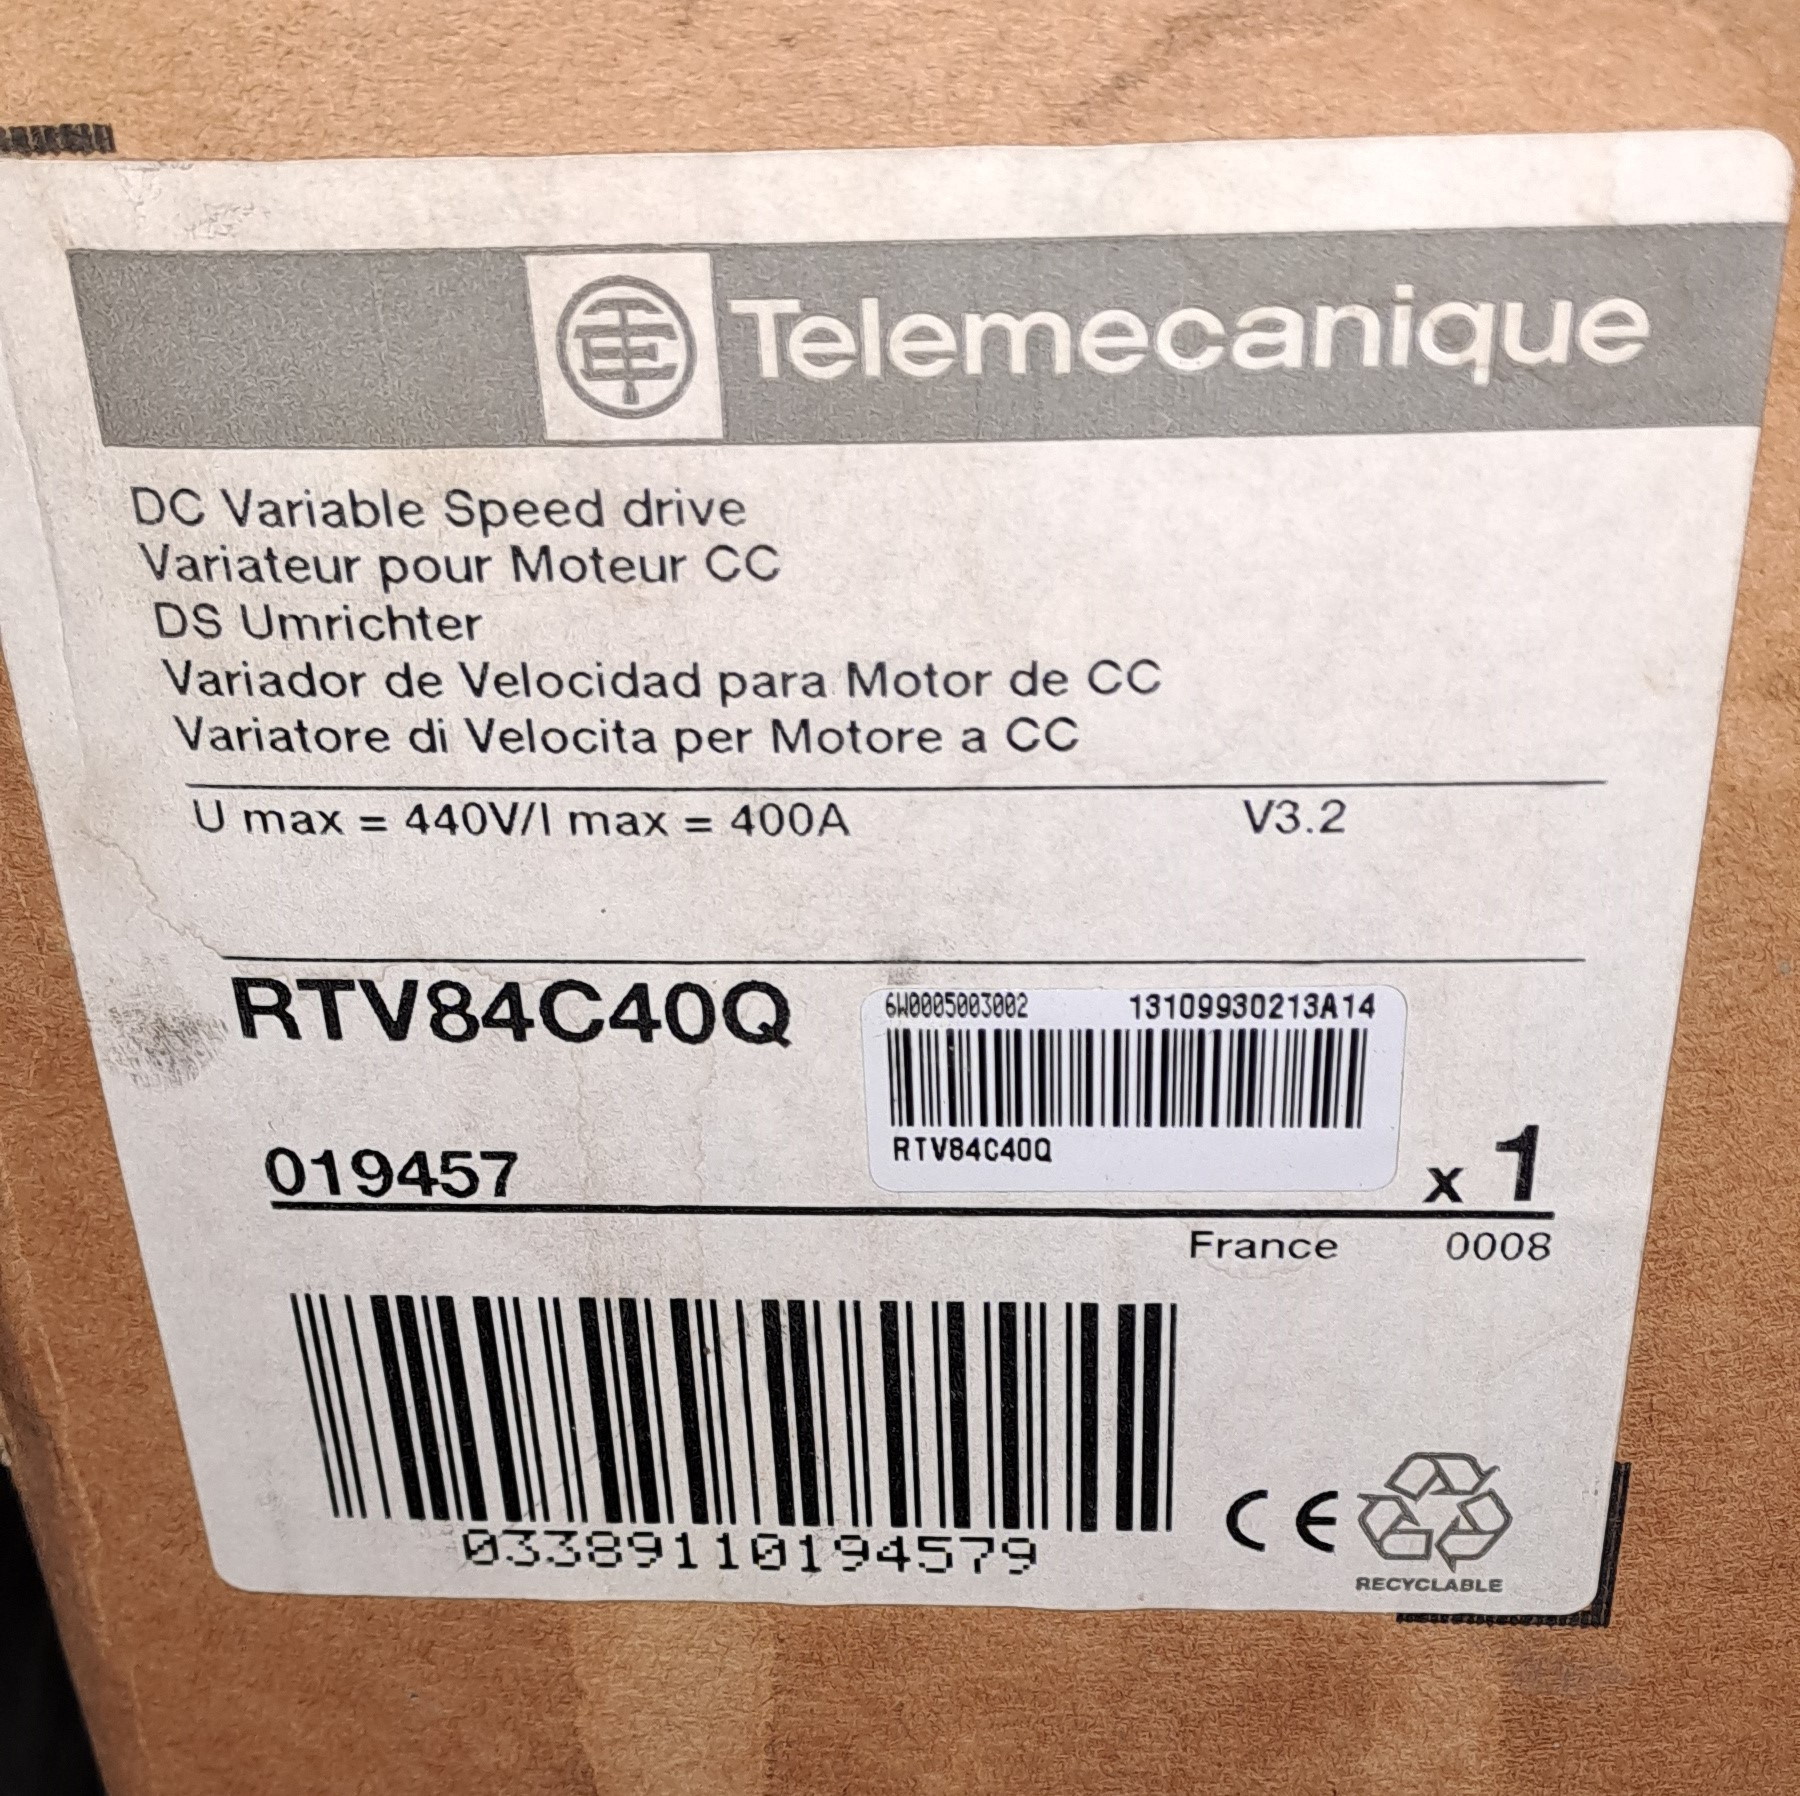 Telemecanique
DC Variable Speed drive
Variateur pour Moteur CC
DS Umrichter
Variador de Velocidad para Motor de CC
Variatore di Velocita per Motore a CC
U max = 440V/I max = 400A V3.2
RTV84C40Q
6W0005003002 13109930213A14
RTV84C40Q
019457 x 1
France 0008
03389110194579
CE
RECYCLABLE